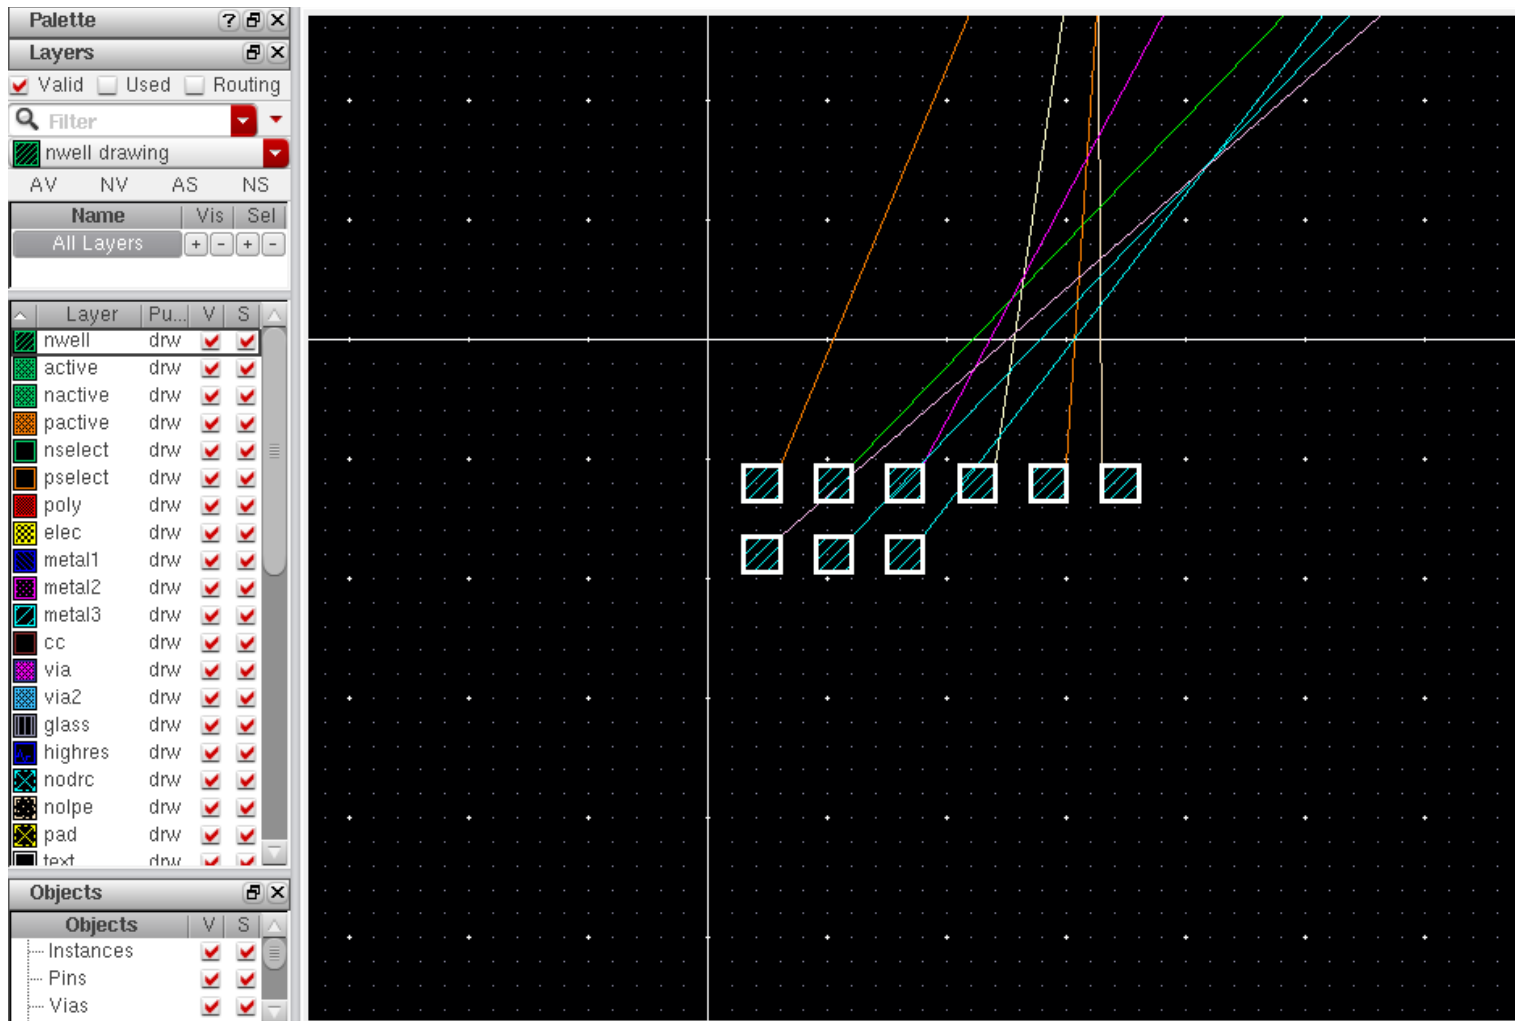 Palette
Layers
Valid Used Routing
Filter
nwell drawing
AV NV AS NS
Name Vis Sel
All Layers + - + -
Layer Pu... V S
nwell drw
active drw
nactive drw
pactive drw
nselect drw
pselect drw
poly drw
elec drw
metal1 drw
metal2 drw
metal3 drw
cc drw
via drw
via2 drw
glass drw
highres drw
nodrc drw
nolpe drw
pad drw
text drw
Objects
Objects V S
Instances
Pins
Vias